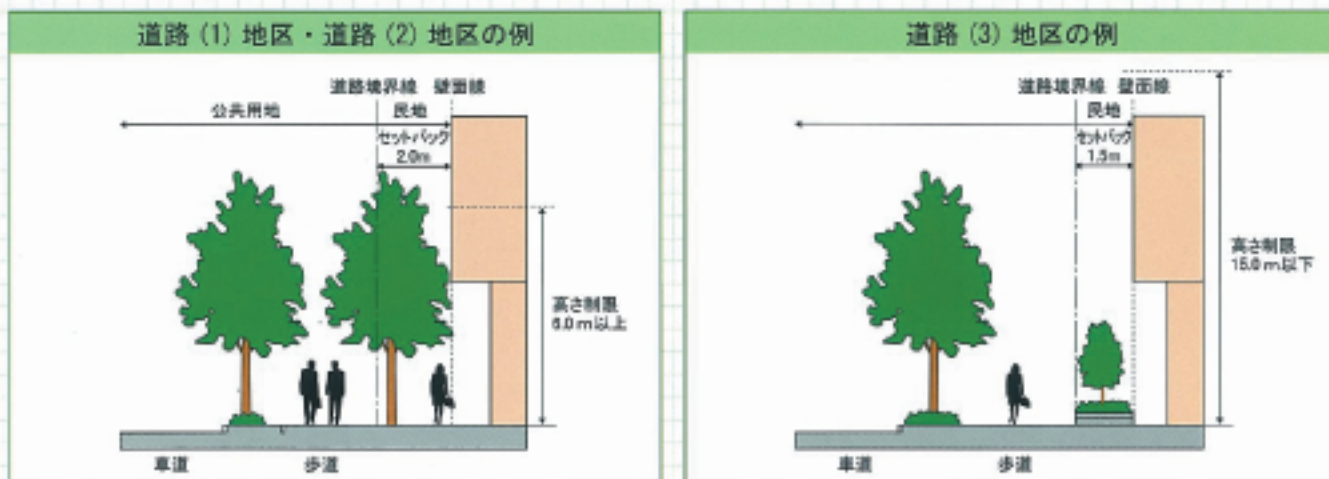 道路(1)地区・道路(2)地区の例
道路境界線 壁面線
公共用地 民地
セットバック
2.0m
高さ制限
6.0m以上
車道 歩道
道路(3)地区の例
道路境界線 壁面線
民地
セットバック
1.5m
高さ制限
15.0m以下
車道 歩道